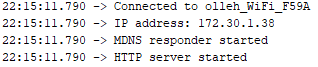 22:15:11.790 -> Connected to olleh_WiFi_F59A
22:15:11.790 -> IP address: 172.30.1.38
22:15:11.790 -> MDNS responder started
22:15:11.790 -> HTTP server started